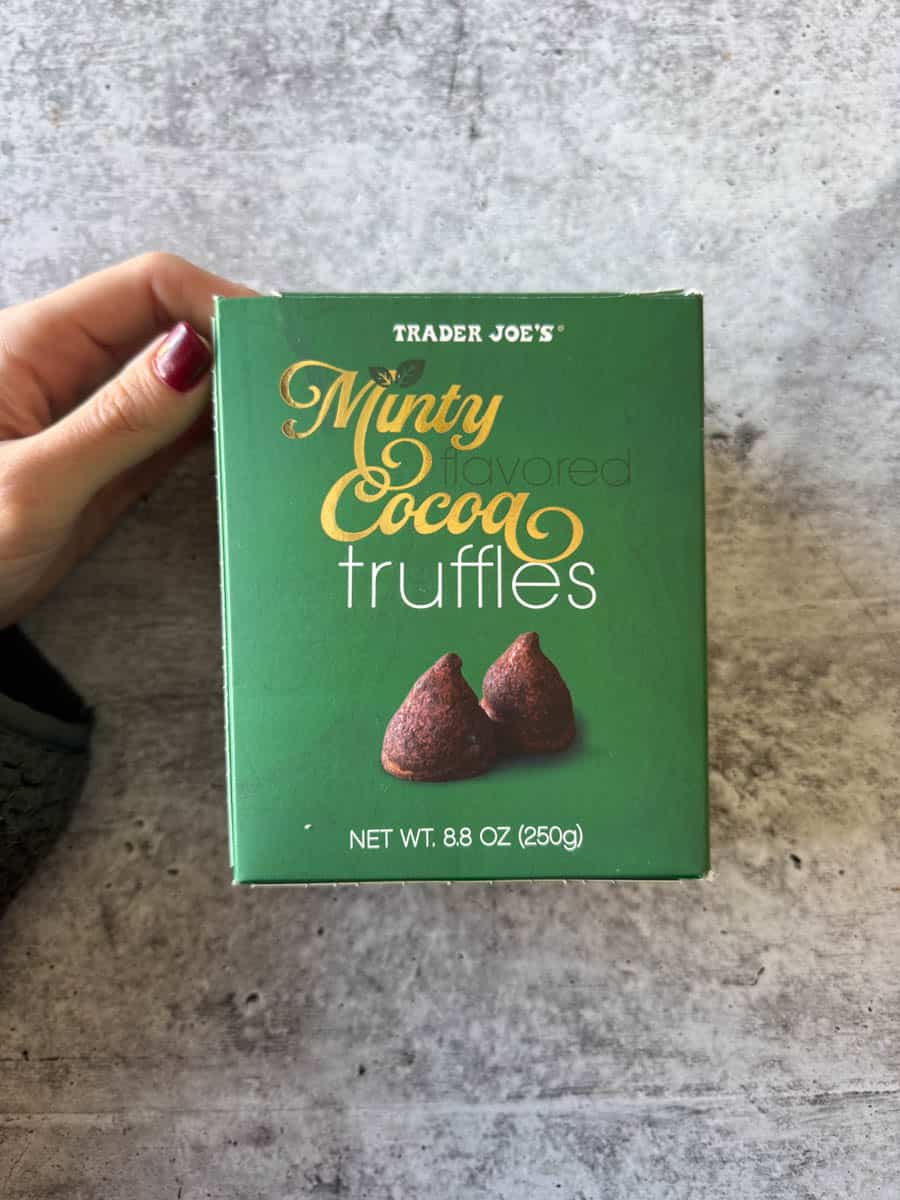 TRADER JOE'S®
Minty
flavored
Cocoa
truffles
NET WT. 8.8 OZ (250g)